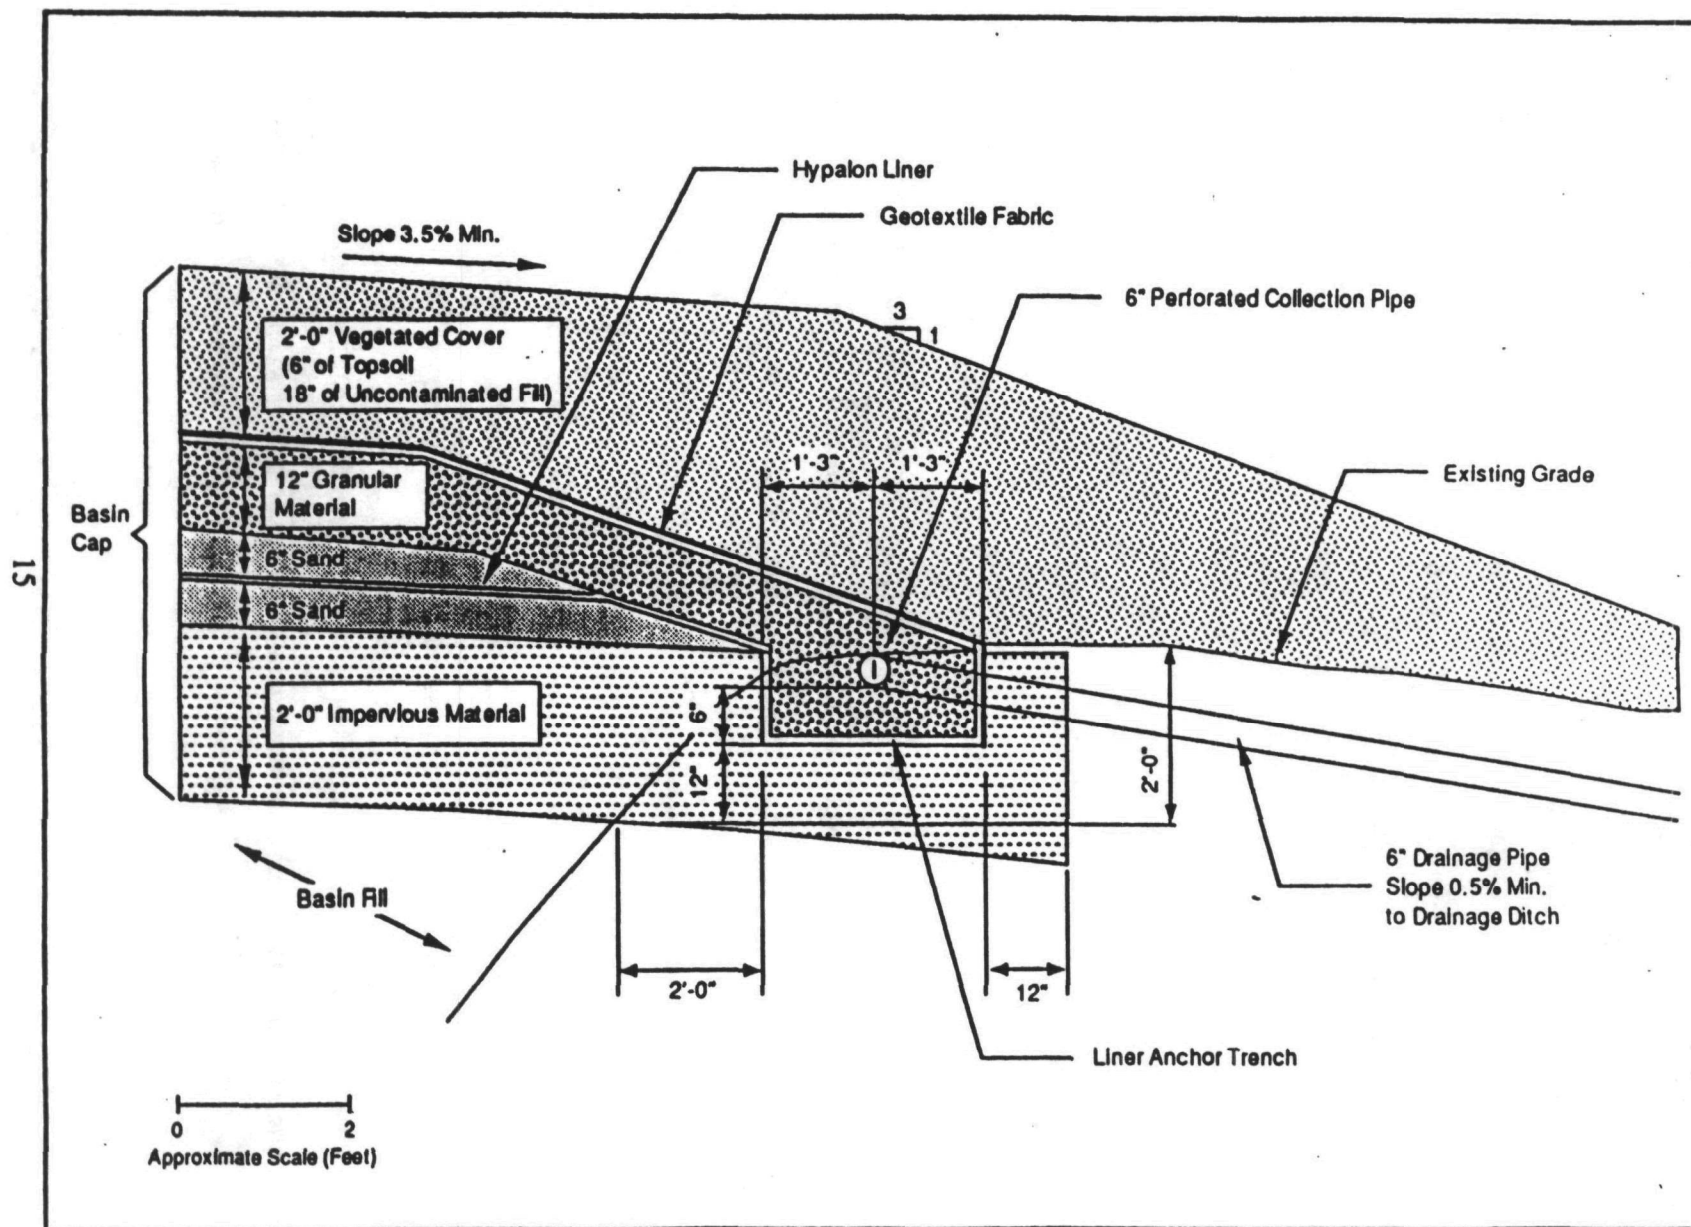 Hypalon Liner
Geotextile Fabric
Slope 3.5% Min.
6" Perforated Collection Pipe
3
1
2'-0" Vegetated Cover
(6" of Topsoil
18" of Uncontaminated Fill)
1'-3"
1'-3"
Existing Grade
12" Granular
Material
Basin
Cap
6" Sand
6" Sand
15
2'-0" Impervious Material
6"
12"
2'-0"
6" Drainage Pipe
Slope 0.5% Min.
to Drainage Ditch
Basin Fill
2'-0"
12"
Liner Anchor Trench
0
2
Approximate Scale (Feet)